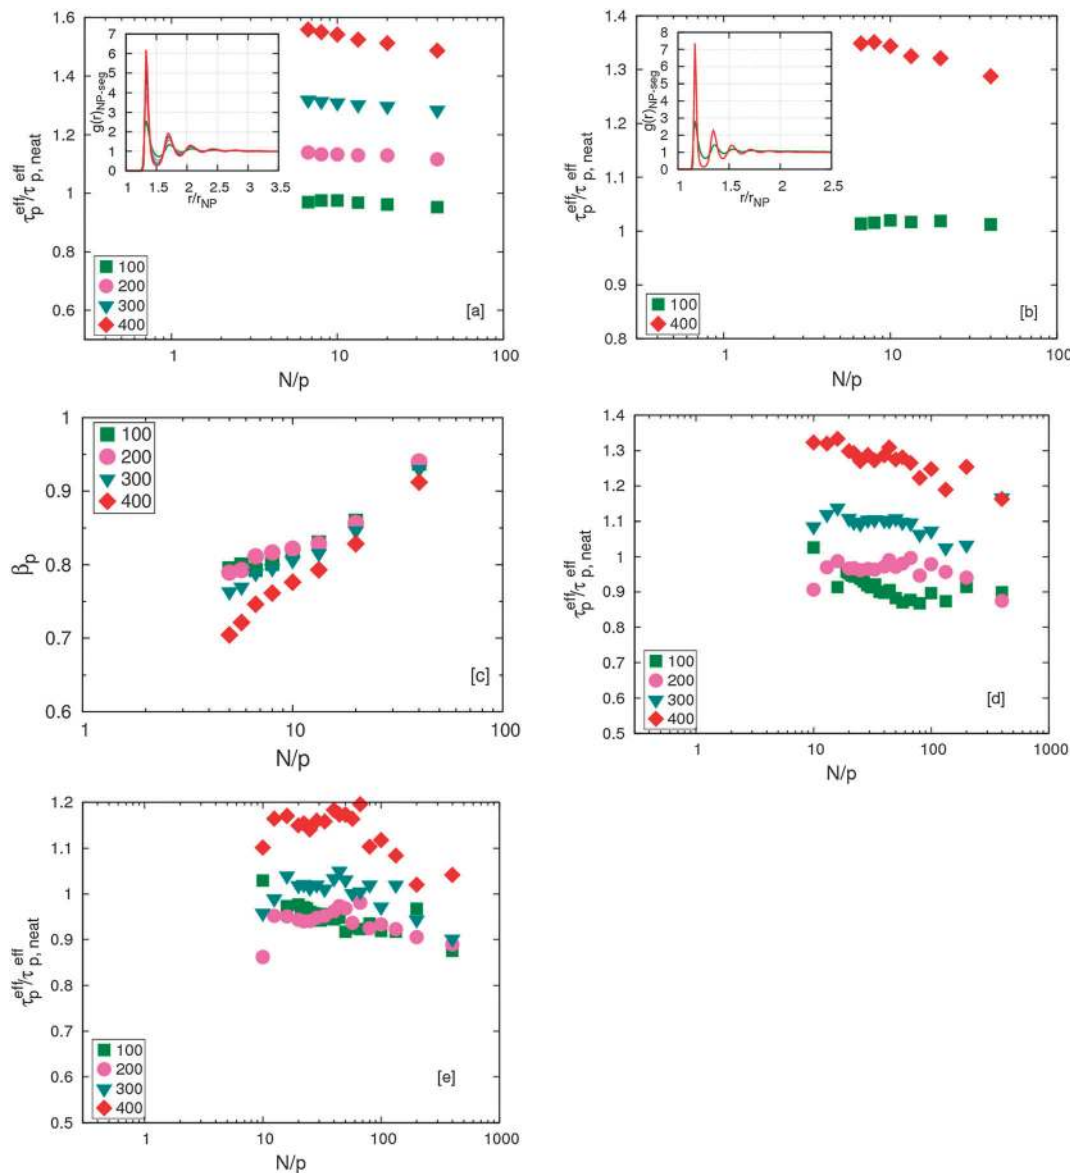 1.6
1.4
1.2
1
0.8
0.6
τp^eff/τp, neat^eff
7
6
5
4
3
2
1
g(r)NP-seg
1 1.5 2 2.5 3 3.5
r/rNP
100
200
300
400
[a]
1 10 100
N/p
1.4
1.3
1.2
1.1
1
0.9
0.8
τp^eff/τp, neat^eff
8
7
6
5
4
3
2
1
0
g(r)NP-seg
1 1.5 2 2.5
r/rNP
100
400
[b]
1 10 100
N/p
1
0.9
0.8
0.7
0.6
βp
100
200
300
400
[c]
1 10 100
N/p
1.4
1.3
1.2
1.1
1
0.9
0.8
0.7
0.6
0.5
τp^eff/τp, neat^eff
100
200
300
400
[d]
1 10 100 1000
N/p
1.2
1.1
1
0.9
0.8
0.7
0.6
0.5
τp^eff/τp, neat^eff
100
200
300
400
[e]
1 10 100 1000
N/p